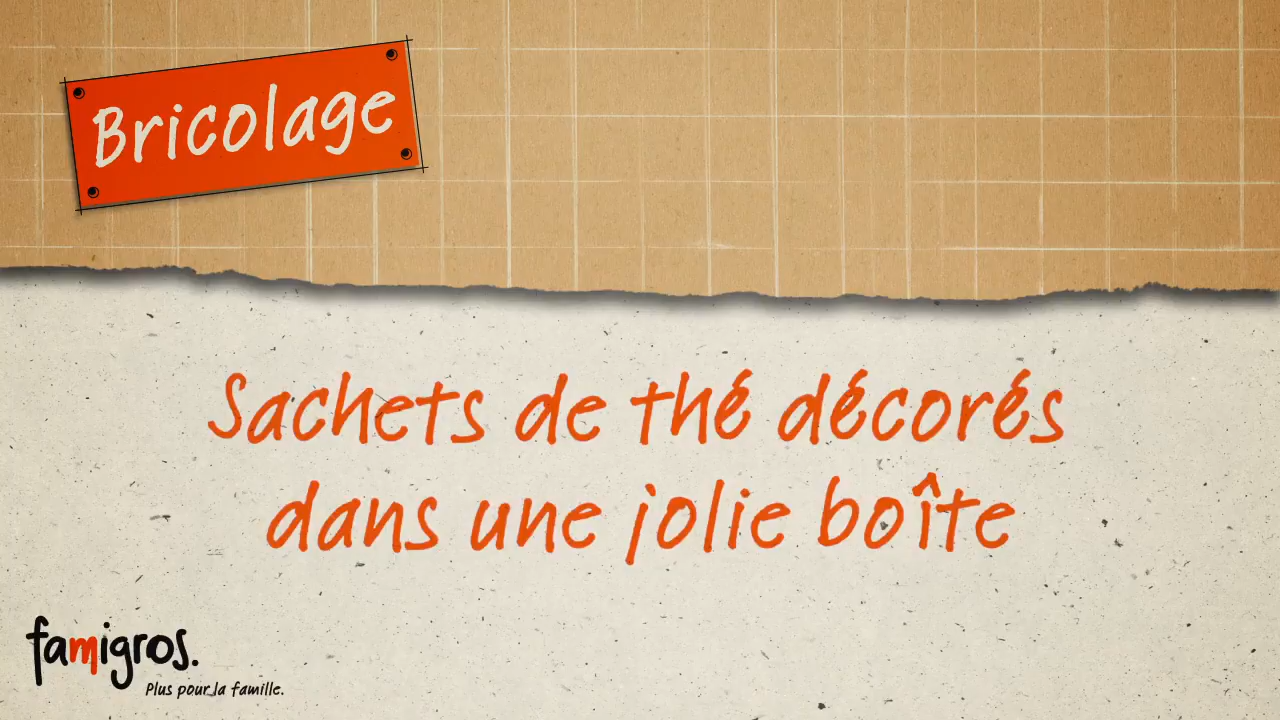 Bricolage
Sachets de thé décorés
dans une jolie boîte
famigros.
Plus pour la famille.